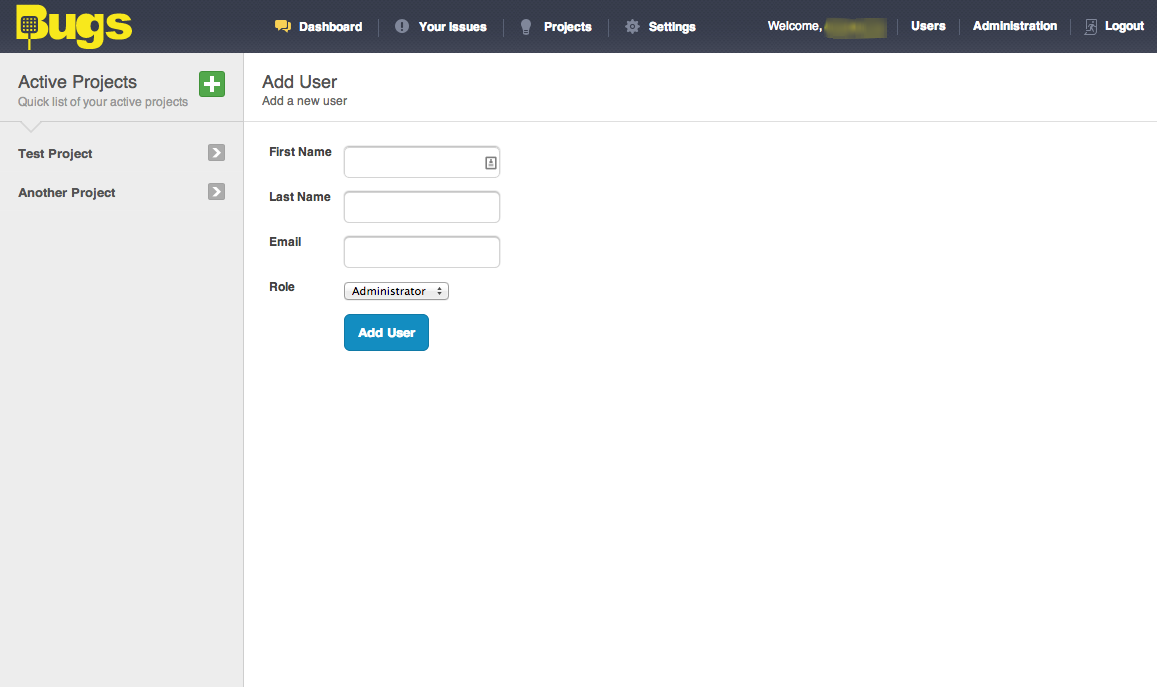 Bugs
Dashboard
Your Issues
Projects
Settings
Welcome,
Users
Administration
Logout
Active Projects
Quick list of your active projects
Test Project
Another Project
Add User
Add a new user
First Name
Last Name
Email
Role
Administrator
Add User